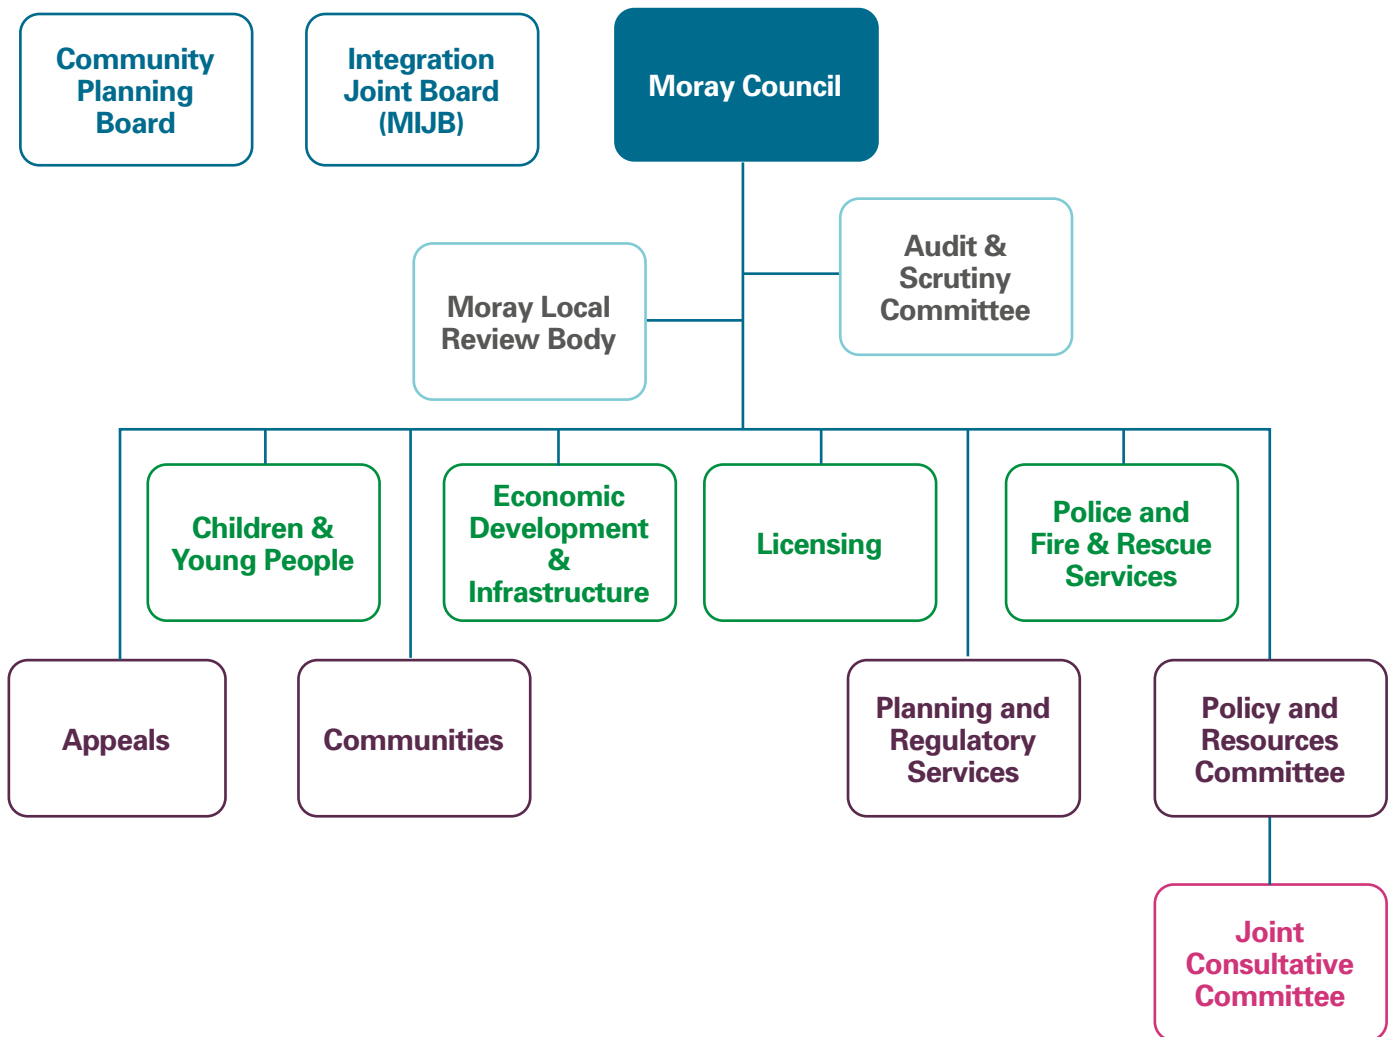 Community
Planning
Board
Integration
Joint Board
(MIJB)
Moray Council
Audit &
Scrutiny
Committee
Moray Local
Review Body
Children &
Young People
Economic
Development
&
Infrastructure
Licensing
Police and
Fire & Rescue
Services
Appeals
Communities
Planning and
Regulatory
Services
Policy and
Resources
Committee
Joint
Consultative
Committee